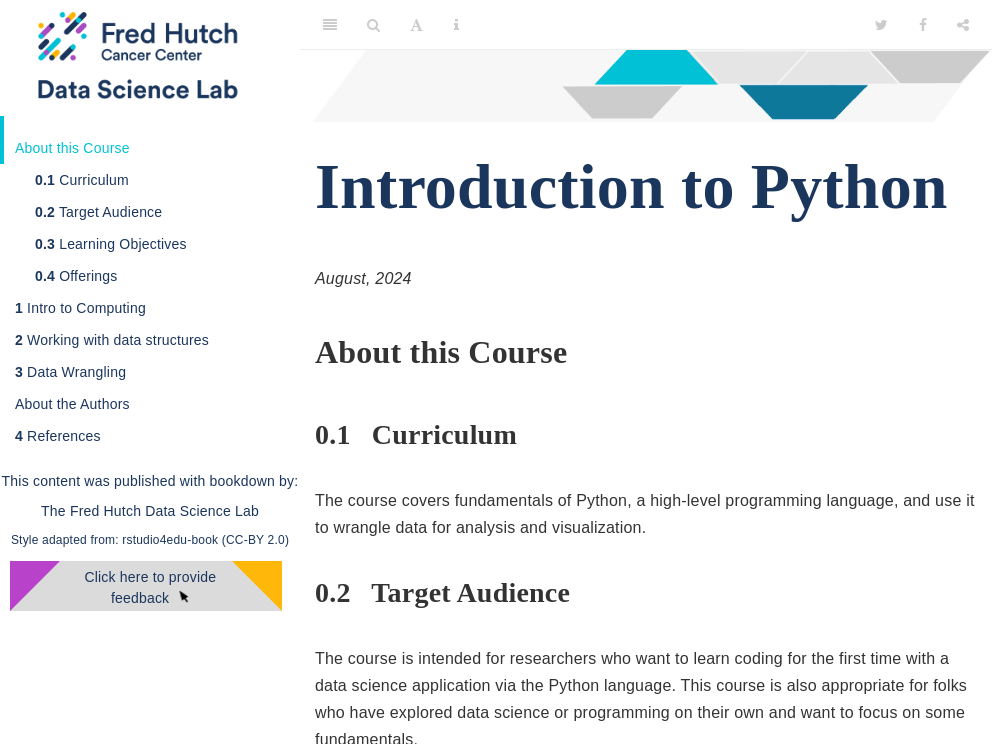 Fred Hutch
Cancer Center
Data Science Lab
About this Course
0.1 Curriculum
0.2 Target Audience
0.3 Learning Objectives
0.4 Offerings
1 Intro to Computing
2 Working with data structures
3 Data Wrangling
About the Authors
4 References
This content was published with bookdown by:
The Fred Hutch Data Science Lab
Style adapted from: rstudio4edu-book (CC-BY 2.0)
Click here to provide
feedback
Introduction to Python
August, 2024
About this Course
0.1 Curriculum
The course covers fundamentals of Python, a high-level programming language, and use it
to wrangle data for analysis and visualization.
0.2 Target Audience
The course is intended for researchers who want to learn coding for the first time with a
data science application via the Python language. This course is also appropriate for folks
who have explored data science or programming on their own and want to focus on some
fundamentals.